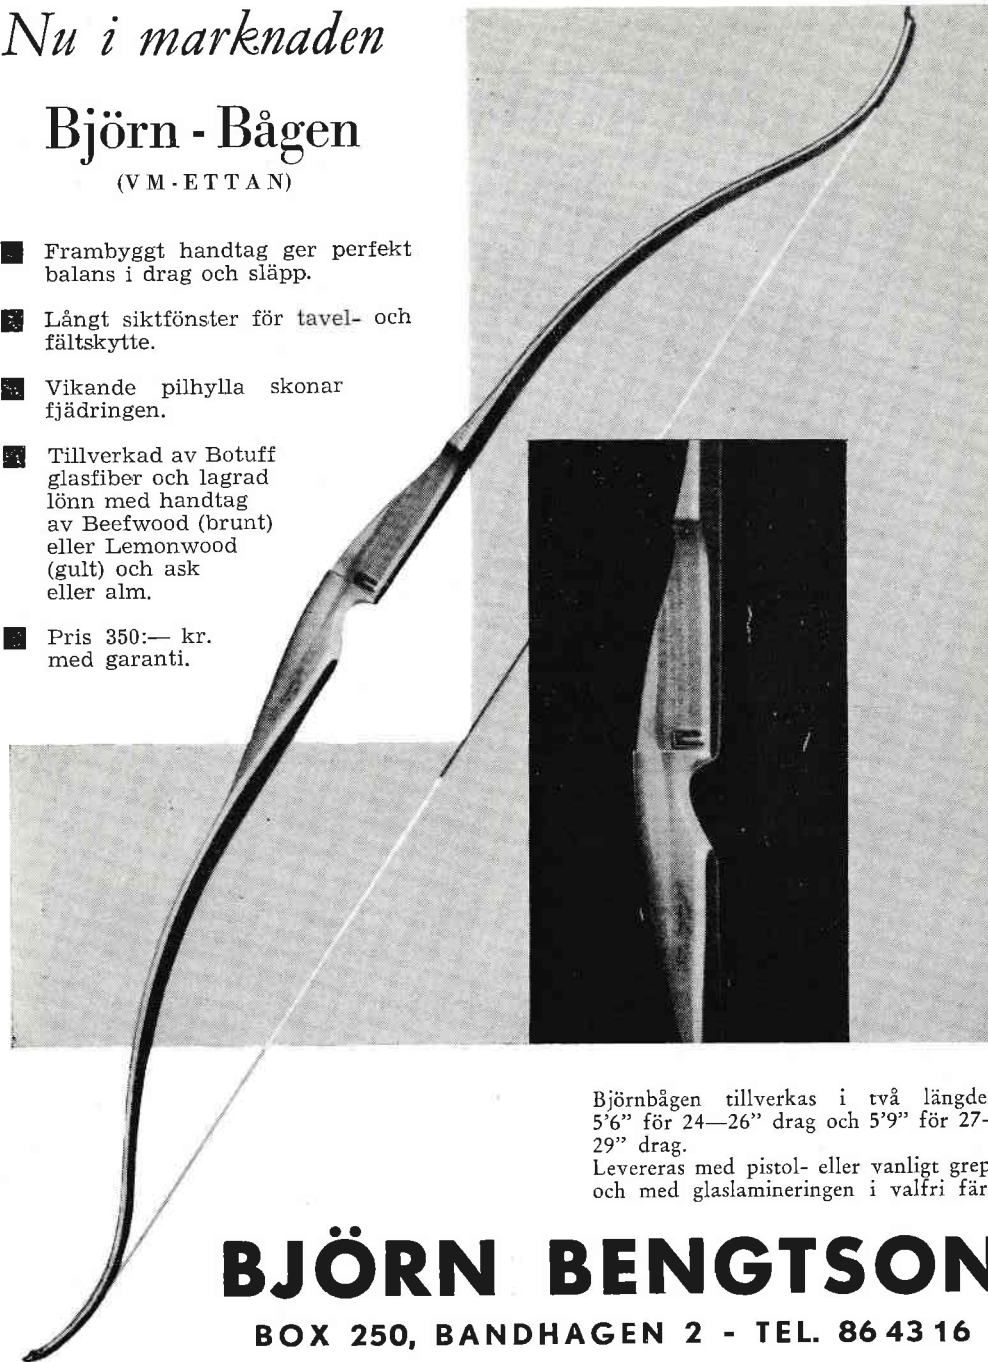 Nu i marknaden
Björn - Bågen
(VM-ETTAN)
Frambyggt handtag ger perfekt
balans i drag och släpp.
Långt siktfönster för tavel- och
fältskytte.
Vikande pilhylla skonar
fjädringen.
Tillverkad av Botuff
glasfiber och lagrad
lönn med handtag
av Beefwood (brunt)
eller Lemonwood
(gult) och ask
eller alm.
Pris 350:— kr.
med garanti.
Björnbågen tillverkas i två längde
5'6" för 24—26" drag och 5'9" för 27-
29" drag.
Levereras med pistol- eller vanligt grep
och med glaslamineringen i valfri fär
BJÖRN BENGTSON
BOX 250, BANDHAGEN 2 - TEL. 86 43 16